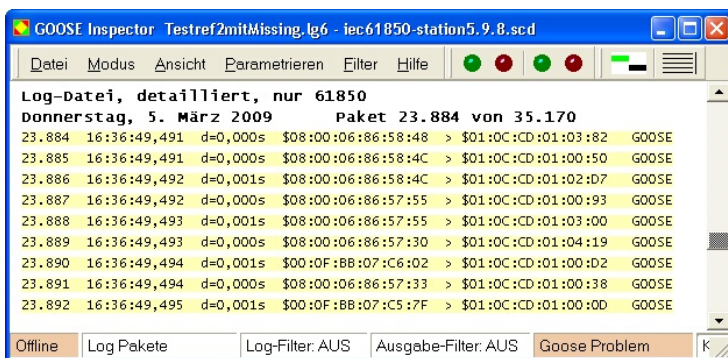 GOOSE Inspector Testref2mitMissing.lg6 - iec61850-station5.9.8.scd
Datei Modus Ansicht Parametrieren Filter Hilfe
Log-Datei, detailliert, nur 61850
Donnerstag, 5. März 2009 Paket 23.884 von 35.170
23.884 16:36:49,491 d=0,000s $08:00:06:86:58:48 > $01:0C:CD:01:03:82 GOOSE
23.885 16:36:49,491 d=0,000s $08:00:06:86:58:4C > $01:0C:CD:01:00:50 GOOSE
23.886 16:36:49,492 d=0,001s $08:00:06:86:58:4C > $01:0C:CD:01:02:D7 GOOSE
23.887 16:36:49,492 d=0,000s $08:00:06:86:57:55 > $01:0C:CD:01:00:93 GOOSE
23.888 16:36:49,493 d=0,001s $08:00:06:86:57:55 > $01:0C:CD:01:03:00 GOOSE
23.889 16:36:49,493 d=0,000s $08:00:06:86:57:30 > $01:0C:CD:01:04:19 GOOSE
23.890 16:36:49,494 d=0,001s $00:0F:BB:07:C6:02 > $01:0C:CD:01:00:D2 GOOSE
23.891 16:36:49,494 d=0,000s $08:00:06:86:57:33 > $01:0C:CD:01:00:38 GOOSE
23.892 16:36:49,495 d=0,001s $00:0F:BB:07:C5:7F > $01:0C:CD:01:00:0D GOOSE
Offline Log Pakete Log-Filter: AUS Ausgabe-Filter: AUS Goose Problem K